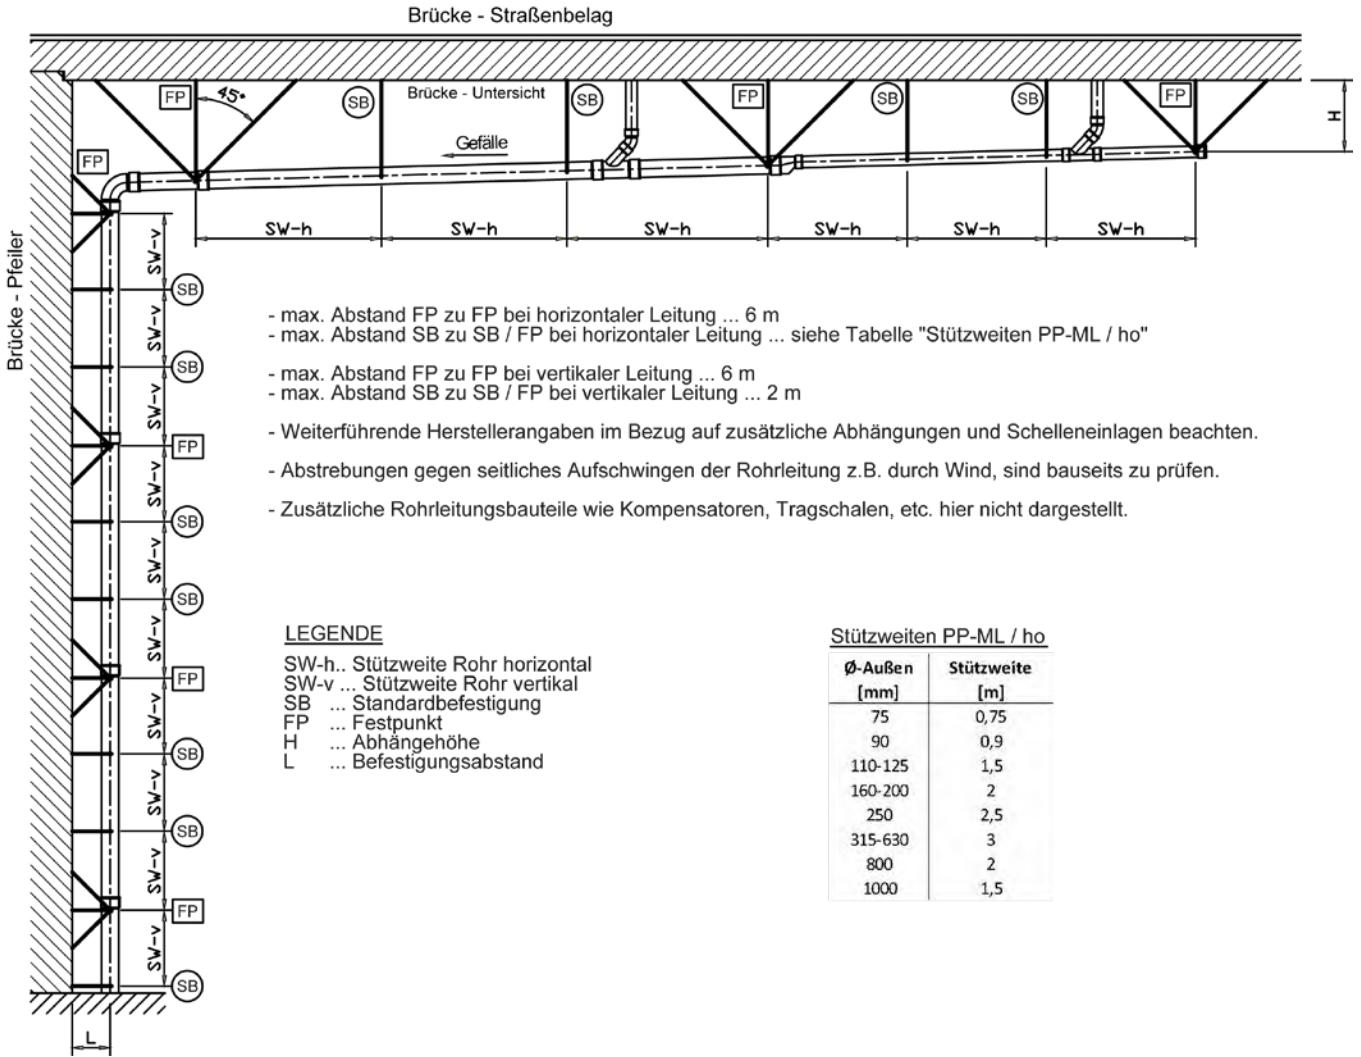 Brücke - Straßenbelag
FP
45°
SB
Brücke - Untersicht
SB
FP
SB
SB
FP
H
Gefälle
FP
SW-h
SW-h
SW-h
SW-h
SW-h
SW-h
Brücke - Pfeiler
SW-v
SB
SW-v
SB
SW-v
FP
SW-v
SB
SW-v
SB
SW-v
FP
SW-v
SB
SW-v
SB
SW-v
FP
SW-v
SB
L
- max. Abstand FP zu FP bei horizontaler Leitung ... 6 m
- max. Abstand SB zu SB / FP bei horizontaler Leitung ... siehe Tabelle "Stützweiten PP-ML / ho"
- max. Abstand FP zu FP bei vertikaler Leitung ... 6 m
- max. Abstand SB zu SB / FP bei vertikaler Leitung ... 2 m
- Weiterführende Herstellerangaben im Bezug auf zusätzliche Abhängungen und Schelleneinlagen beachten.
- Abstrebungen gegen seitliches Aufschwingen der Rohrleitung z.B. durch Wind, sind bauseits zu prüfen.
- Zusätzliche Rohrleitungsbauteile wie Kompensatoren, Tragschalen, etc. hier nicht dargestellt.
LEGENDE
SW-h.. Stützweite Rohr horizontal
SW-v ... Stützweite Rohr vertikal
SB ... Standardbefestigung
FP ... Festpunkt
H ... Abhängehöhe
L ... Befestigungsabstand
Stützweiten PP-ML / ho
Ø-Außen Stützweite
[mm] [m]
75 0,75
90 0,9
110-125 1,5
160-200 2
250 2,5
315-630 3
800 2
1000 1,5